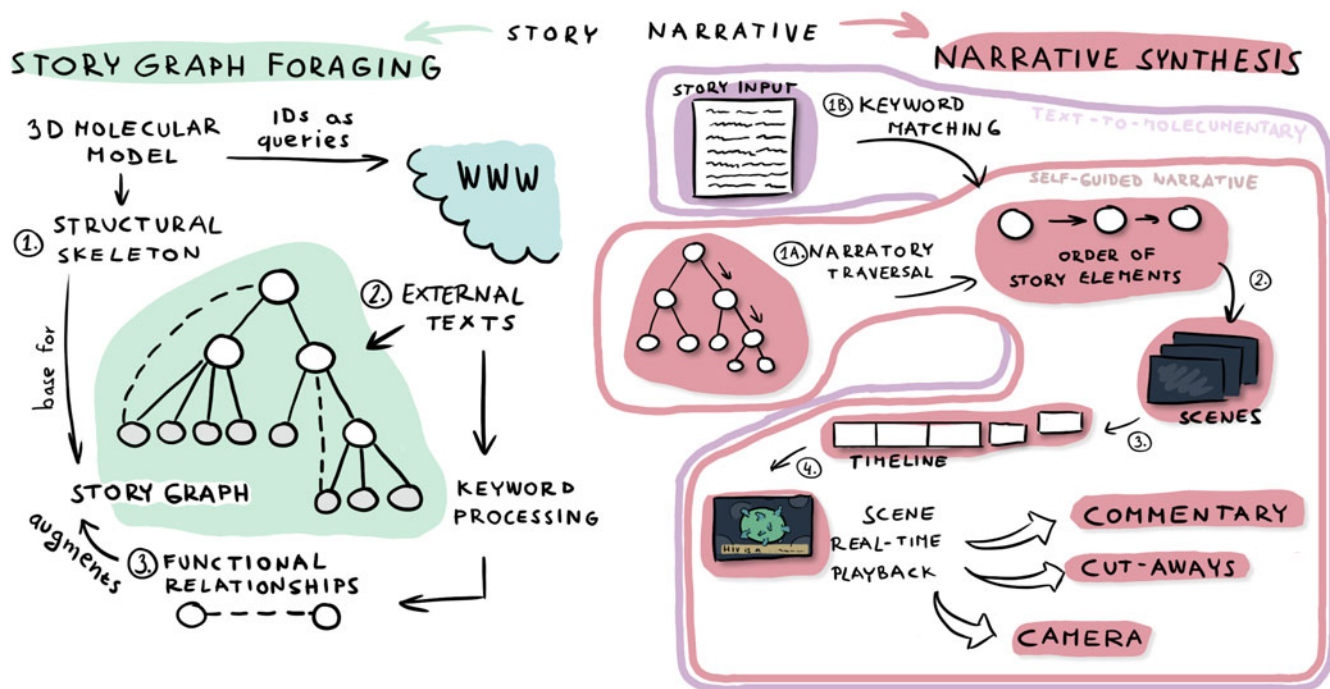 STORY
STORY GRAPH FORAGING
3D MOLECULAR
MODEL
IDs as
queries
WWW
1. STRUCTURAL
SKELETON
2. EXTERNAL
TEXTS
base for
STORY GRAPH
KEYWORD
PROCESSING
augments
3. FUNCTIONAL
RELATIONSHIPS
NARRATIVE
NARRATIVE SYNTHESIS
STORY INPUT
1B. KEYWORD
MATCHING
TEXT-TO-MOLECUMENTARY
SELF-GUIDED NARRATIVE
1A. NARRATORY
TRAVERSAL
ORDER OF
STORY ELEMENTS
2.
SCENES
3.
TIMELINE
4.
HIV is a
SCENE
REAL-TIME
PLAYBACK
COMMENTARY
CUT-AWAYS
CAMERA